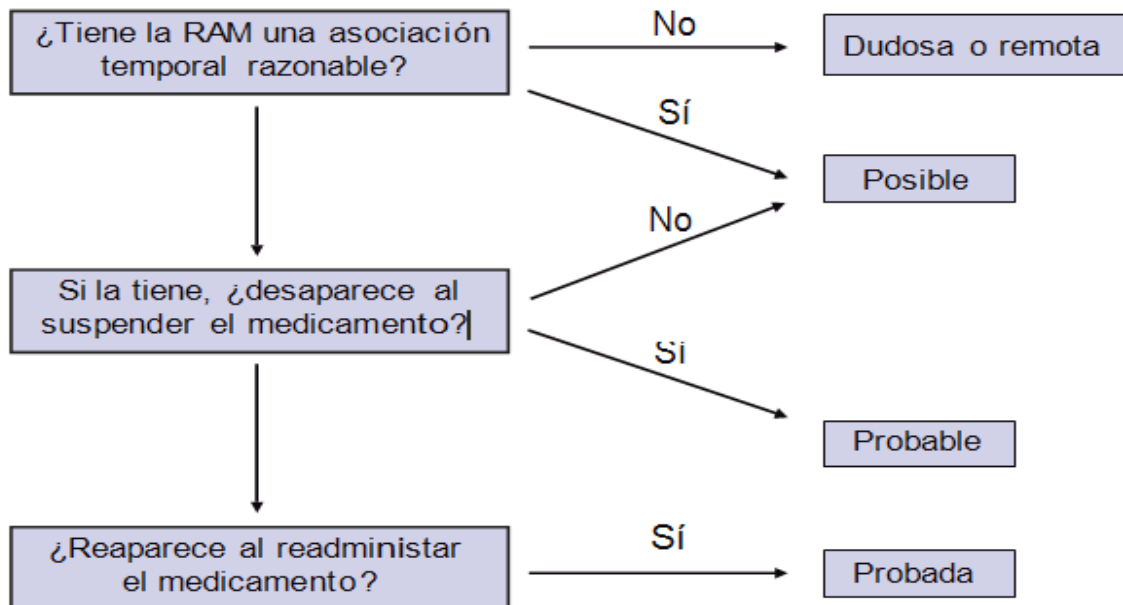 ¿Tiene la RAM una asociación
temporal razonable?
No
Dudosa o remota
Sí
Posible
No
Si la tiene, ¿desaparece al
suspender el medicamento?
Sí
Probable
¿Reaparece al readministar
el medicamento?
Sí
Probada